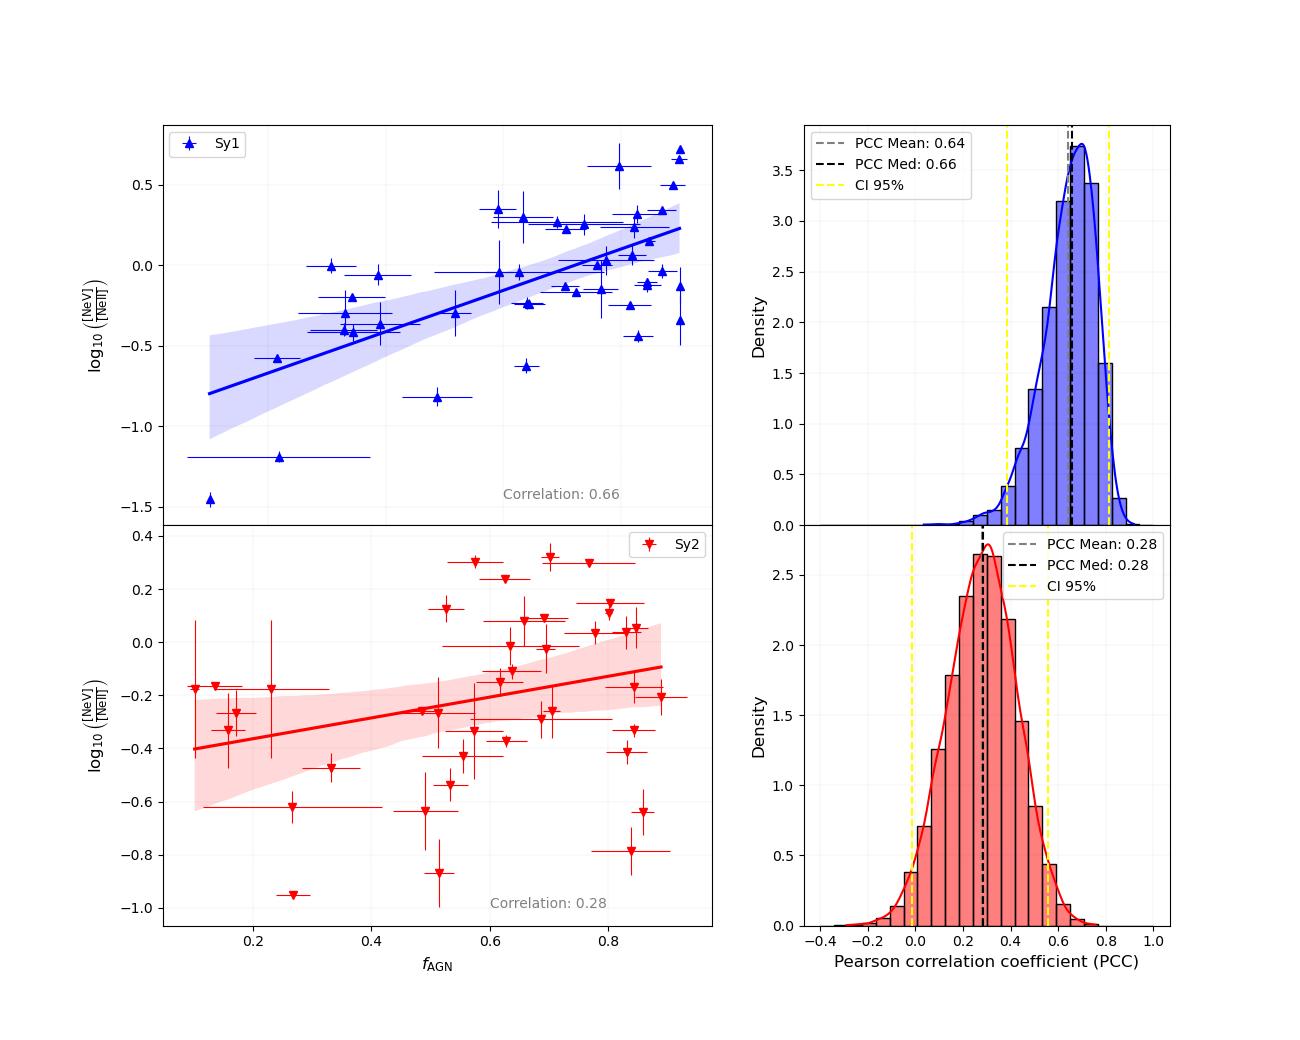 Sy1
log10 ([NeV]/[NeII])
0.5
0.0
−0.5
−1.0
−1.5
Correlation: 0.66
PCC Mean: 0.64
PCC Med: 0.66
CI 95%
Density
3.5
3.0
2.5
2.0
1.5
1.0
0.5
0.0
Sy2
log10 ([NeV]/[NeII])
0.4
0.2
0.0
−0.2
−0.4
−0.6
−0.8
−1.0
Correlation: 0.28
0.2 0.4 0.6 0.8
fAGN
PCC Mean: 0.28
PCC Med: 0.28
CI 95%
Density
2.5
2.0
1.5
1.0
0.5
0.0
−0.4 −0.2 0.0 0.2 0.4 0.6 0.8 1.0
Pearson correlation coefficient (PCC)